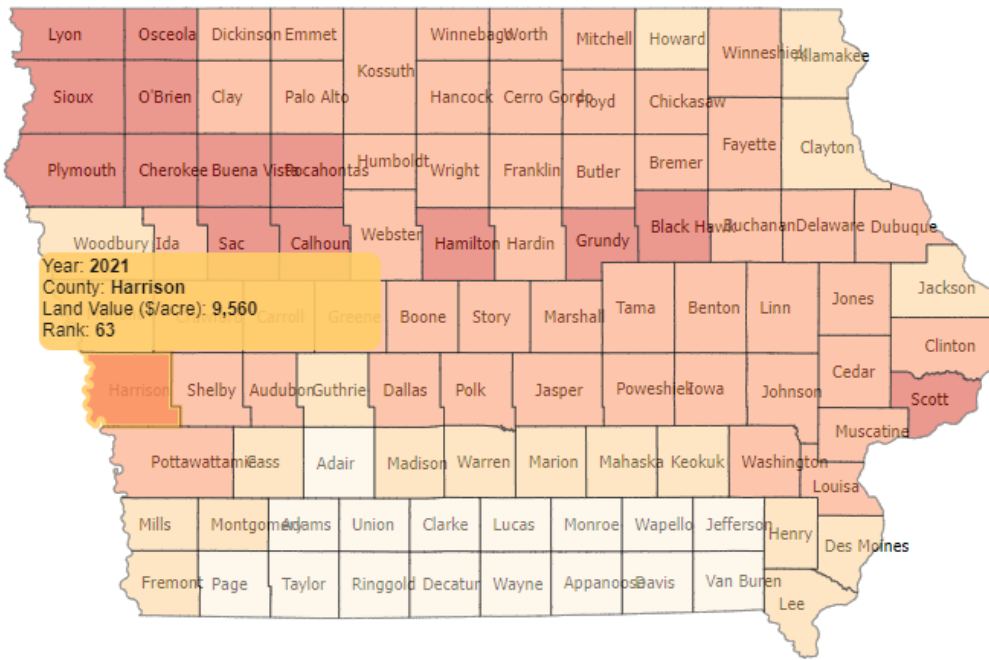 Lyon Osceola Dickinson Emmet Winnebago Worth Mitchell Howard Winneshiek Allamakee
Kossuth
Sioux O'Brien Clay Palo Alto Hancock Cerro Gordo Floyd Chickasaw
Plymouth Cherokee Buena Vista Pocahontas Humboldt Wright Franklin Butler Bremer Fayette Clayton
Woodbury Ida Sac Calhoun Webster Hamilton Hardin Grundy Black Hawk Buchanan Delaware Dubuque
Year: 2021
County: Harrison
Land Value ($/acre): 9,560
Rank: 63
Carroll Greene Boone Story Marshall Tama Benton Linn Jones Jackson
Clinton
Harrison Shelby Audubon Guthrie Dallas Polk Jasper Poweshiek Iowa Johnson Cedar Scott
Muscatine
Pottawattamie Cass Adair Madison Warren Marion Mahaska Keokuk Washington
Louisa
Mills Montgomery Adams Union Clarke Lucas Monroe Wapello Jefferson Henry Des Moines
Fremont Page Taylor Ringgold Decatur Wayne Appanoose Davis Van Buren Lee